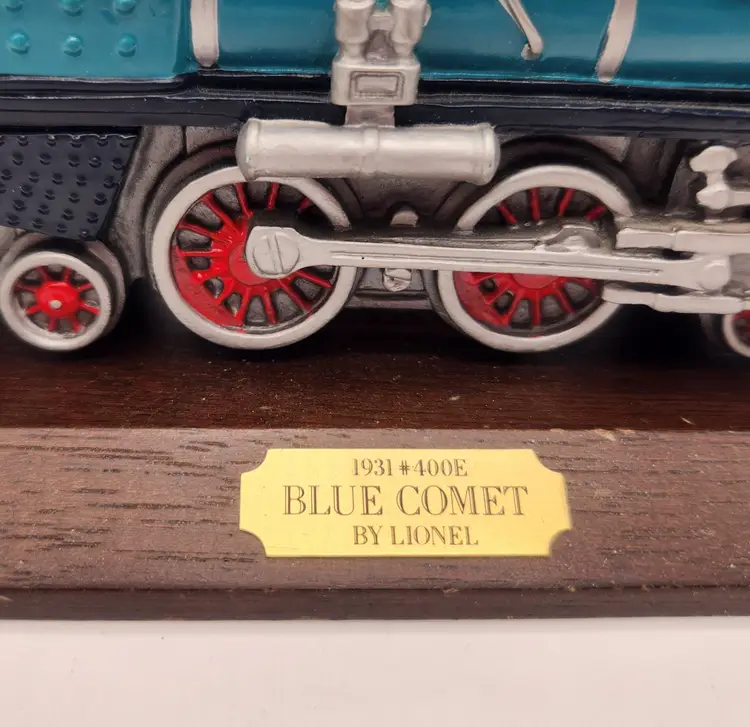 1931 #400E
BLUE COMET
BY LIONEL